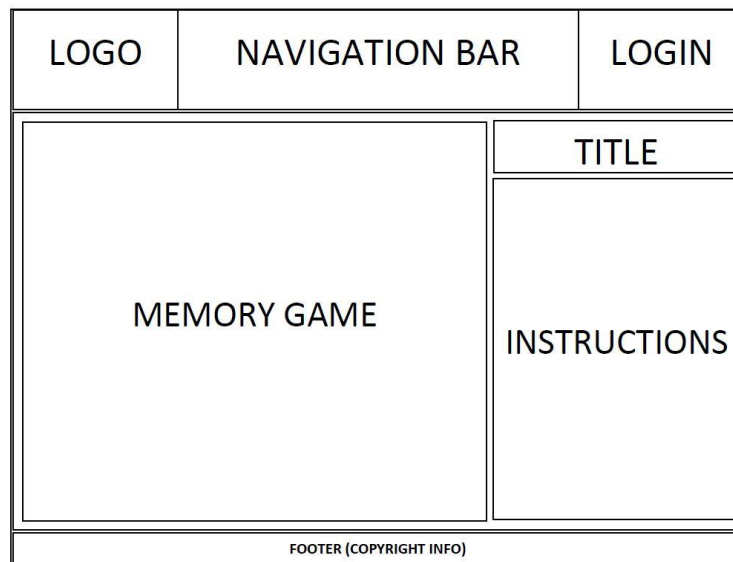 LOGO
NAVIGATION BAR
LOGIN
TITLE
MEMORY GAME
INSTRUCTIONS
FOOTER (COPYRIGHT INFO)